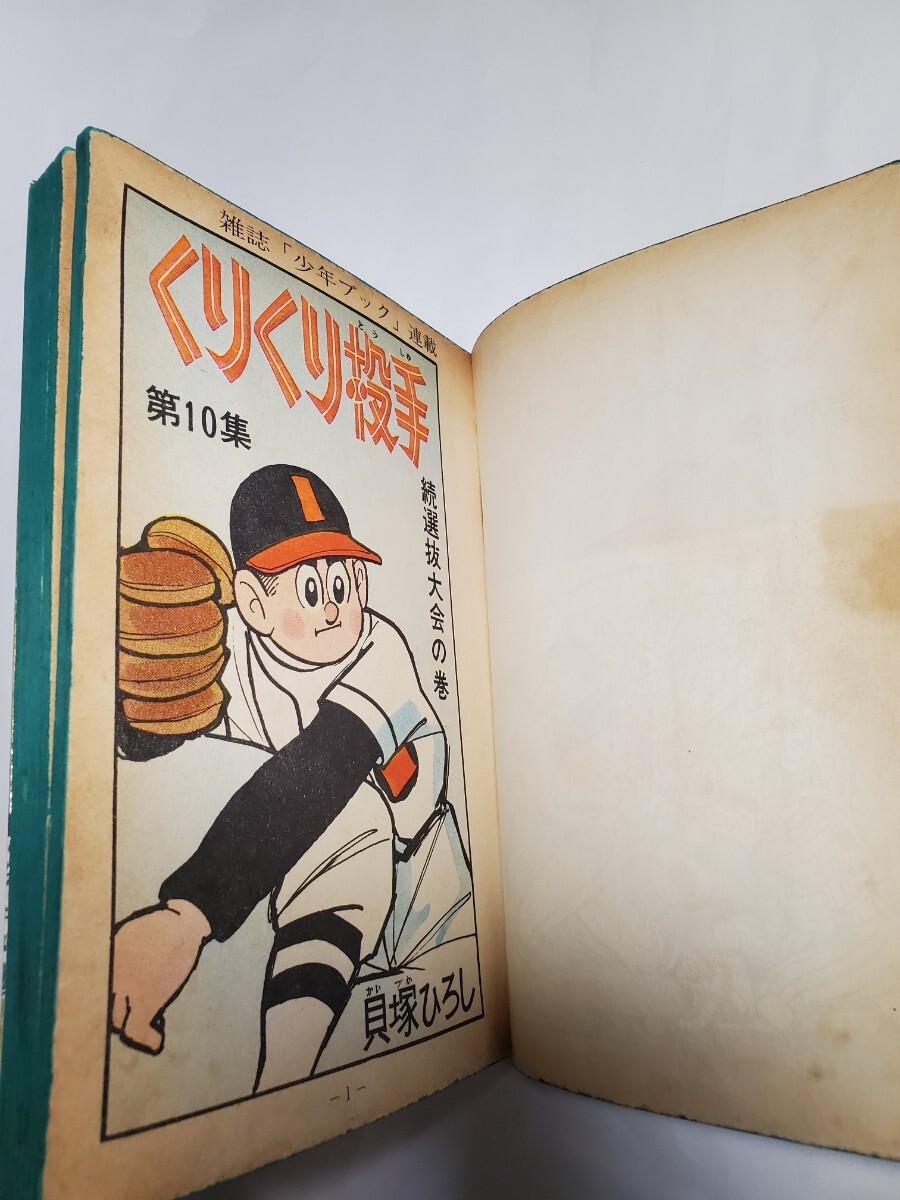 雑誌「少年ブック」連載
くりくり投手
とうしゅ
第10集
続選抜大会の巻
かいづか
貝塚ひろし
-1-